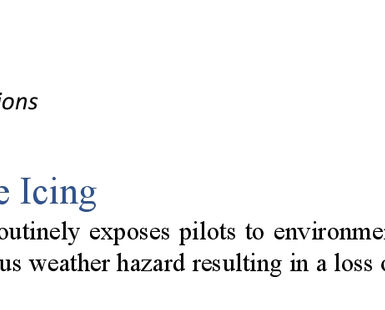 ions
e Icing
outinely exposes pilots to environme
us weather hazard resulting in a loss